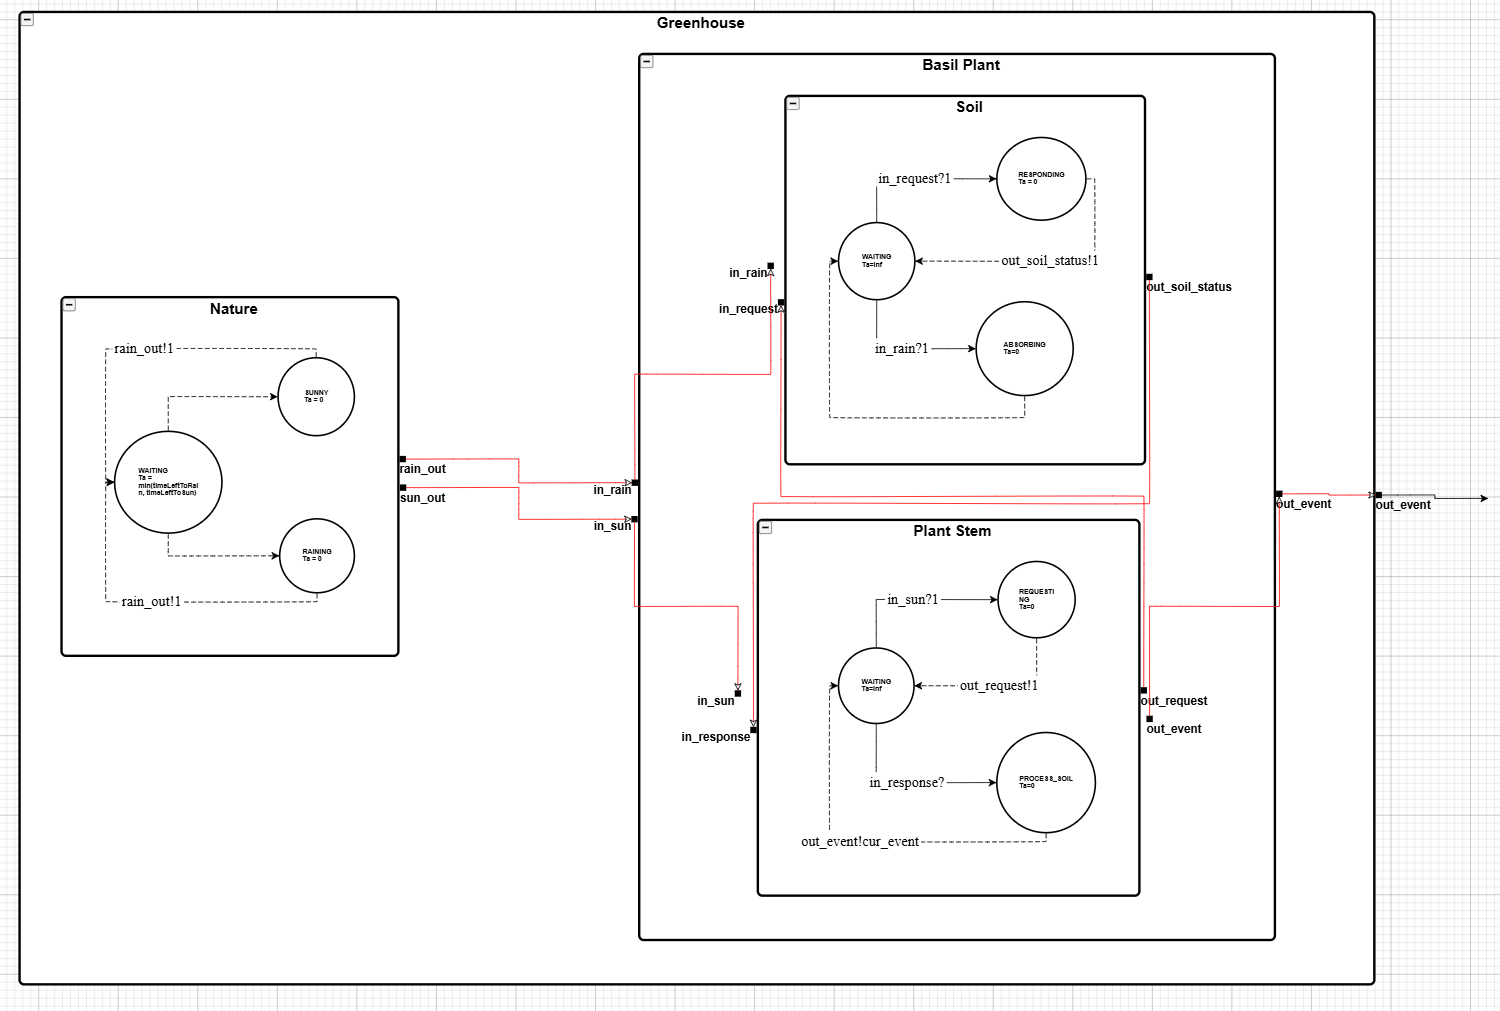 Greenhouse
Basil Plant
Soil
in_request?1
RESPONDING
Ta = 0
WAITING
Ta=inf
out_soil_status!1
in_rain
in_request
out_soil_status
in_rain?1
ABSORBING
Ta=0
Nature
rain_out!1
SUNNY
Ta = 0
WAITING
Ta =
min(timeLeftToRai
n, timeLeftToSun)
RAINING
Ta = 0
rain_out!1
rain_out
sun_out
in_rain
in_sun
out_event
out_event
Plant Stem
in_sun?1
REQUESTI
NG
Ta=0
WAITING
Ta=inf
out_request!1
in_sun
in_response
out_request
out_event
in_response?
PROCESS_SOIL
Ta=0
out_event!cur_event